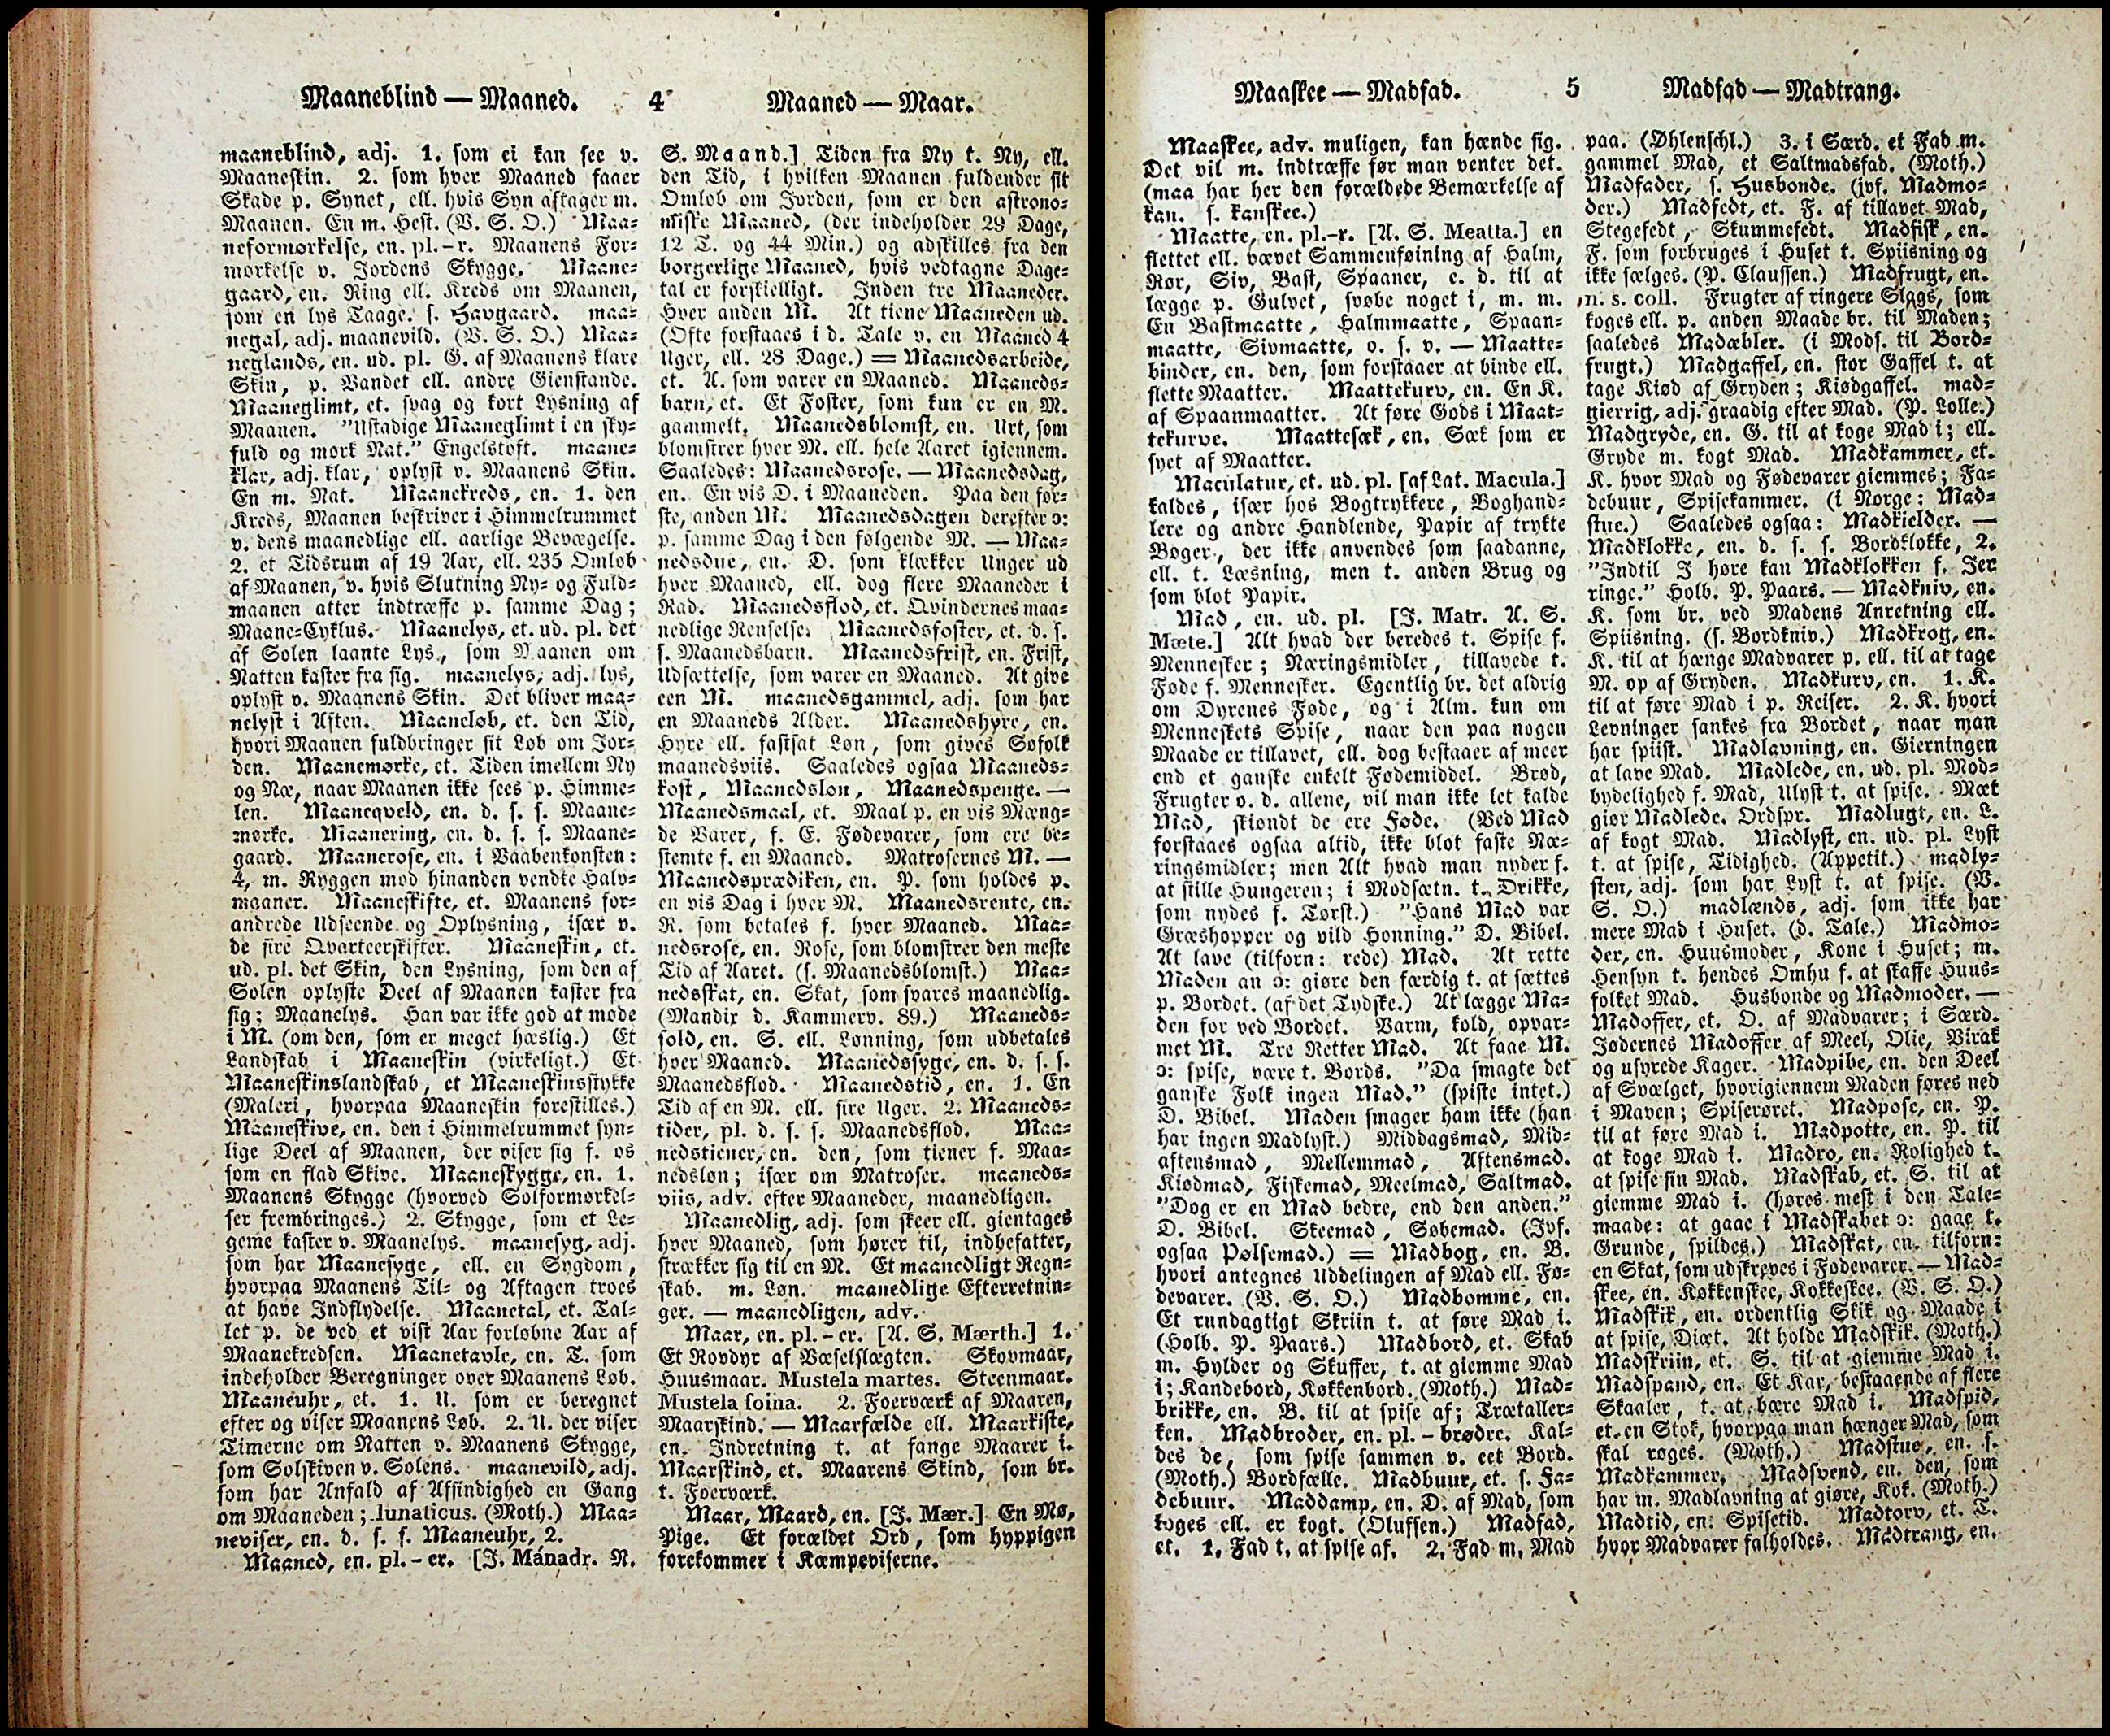 Maaneblind — Maaned.
4
Maaned — Maar.
maaneblind, adj. 1. som ei kan see v.
Maaneskin. 2. som hver Maaned faaer
Skade p. Synet, ell. hvis Syn aftager m.
Maanen. En m. Hest. (V. S. O.) Maa-
neformørkelse, en. pl.-r. Maanens For-
mørkelse v. Jordens Skygge. Maane-
gaard, en. Ring ell. Kreds om Maanen,
som en lys Taage. s. Havgaard. maa-
negal, adj. maanevild. (V. S. O.) Maa-
neglands, en. ud. pl. G. af Maanens klare
Skin, p. Vandet ell. andre Gienstande.
Maaneglimt, et. svag og kort Lysning af
Maanen. "Ustadige Maaneglimt i en sky-
fuld og mørk Nat." Engelstoft. maane-
klar, adj. klar, oplyst v. Maanens Skin.
En m. Nat. Maanekreds, en. 1. den
Kreds, Maanen beskriver i Himmelrummet
v. dens maanedlige ell. aarlige Bevægelse.
2. et Tidsrum af 19 Aar, ell. 235 Omløb
af Maanen, v. hvis Slutning Ny- og Fuld-
maanen atter indtræffe p. samme Dag;
Maane-Cyklus. Maanelys, et. ud. pl. det
af Solen laante Lys, som Maanen om
Natten kaster fra sig. maanelys, adj. lys,
oplyst v. Maanens Skin. Det bliver maa-
nelyst i Aften. Maaneløb, et. den Tid,
hvori Maanen fuldbringer sit Løb om Jor-
den. Maanemørke, et. Tiden imellem Ny
og Næ, naar Maanen ikke sees p. Himme-
len. Maaneqveld, en. d. s. s. Maane-
mørke. Maanering, en. d. s. s. Maane-
gaard. Maanerose, en. i Vaabenkonsten:
4, m. Ryggen mod hinanden vendte Halv-
maaner. Maaneskifte, et. Maanens for-
andrede Udseende og Oplysning, især v.
de fire Qvarteerskifter. Maaneskin, et.
ud. pl. det Skin, den Lysning, som den af
Solen oplyste Deel af Maanen kaster fra
sig; Maanelys. Han var ikke god at møde
i M. (om den, som er meget hæslig.) Et
Landskab i Maaneskin (virkeligt.) Et
Maaneskinslandskab, et Maaneskinsstykke
(Maleri, hvorpaa Maaneskin forestilles.)
Maaneskive, en. den i Himmelrummet syn-
lige Deel af Maanen, der viser sig f. os
som en flad Skive. Maaneskygge, en. 1.
Maanens Skygge (hvorved Solformørkel-
ser frembringes.) 2. Skygge, som et Le-
geme kaster v. Maanelys. maanesyg, adj.
som har Maanesyge, ell. en Sygdom,
hvorpaa Maanens Til- og Aftagen troes
at have Indflydelse. Maanetal, et. Tal-
let p. de ved et vist Aar forløbne Aar af
Maanekredsen. Maanetavle, en. T. som
indeholder Beregninger over Maanens Løb.
Maaneuhr, et. 1. U. som er beregnet
efter og viser Maanens Løb. 2. U. der viser
Timerne om Natten v. Maanens Skygge,
som Solskiven v. Solens. maanevild, adj.
som har Anfald af Afsindighed en Gang
om Maaneden; lunaticus. (Moth.) Maa-
neviser, en. d. s. s. Maaneuhr, 2.
Maaned, en. pl. - er. [J. Mánadr. N.
S. Maand.] Tiden fra Ny t. Ny, ell.
den Tid, i hvilken Maanen fuldender sit
Omløb om Jorden, som er den astrono-
miske Maaned, (der indeholder 29 Dage,
12 T. og 44 Min.) og adskilles fra den
borgerlige Maaned, hvis vedtagne Dage-
tal er forskielligt. Inden tre Maaneder.
Hver anden M. At tiene Maaneden ud.
(Ofte forstaaes i d. Tale v. en Maaned 4
Uger, ell. 28 Dage.) = Maanedsarbeide,
et. A. som varer en Maaned. Maaneds-
barn, et. Et Foster, som kun er en M.
gammelt. Maanedsblomst, en. Urt, som
blomstrer hver M. ell. hele Aaret igiennem.
Saaledes: Maanedsrose. — Maanedsdag,
en. En vis D. i Maaneden. Paa den før-
ste, anden M. Maanedsdagen derefter ɔ:
p. samme Dag i den følgende M. — Maa-
nedsdue, en. D. som klækker Unger ud
hver Maaned, ell. dog flere Maaneder i
Rad. Maanedsflod, et. Qvindernes maa-
nedlige Renselse. Maanedsfoster, et. d. s.
s. Maanedsbarn. Maanedsfrist, en. Frist,
Udsættelse, som varer en Maaned. At give
een M. maanedsgammel, adj. som har
en Maaneds Alder. Maanedshyre, en.
Hyre ell. fastsat Løn, som gives Søfolk
maanedsviis. Saaledes ogsaa Maaneds-
kost, Maanedsløn, Maanedspenge. —
Maanedsmaal, et. Maal p. en vis Mæng-
de Varer, f. E. Fødevarer, som ere be-
stemte f. en Maaned. Matrosernes M. —
Maanedsprædiken, en. P. som holdes p.
en vis Dag i hver M. Maanedsrente, en.
R. som betales f. hver Maaned. Maa-
nedsrose, en. Rose, som blomstrer den meste
Tid af Aaret. (s. Maanedsblomst.) Maa-
nedsskat, en. Skat, som svares maanedlig.
(Mandix d. Kammerv. 89.) Maaneds-
sold, en. S. ell. Lønning, som udbetales
hver Maaned. Maanedssyge, en. d. s. s.
Maanedsflod. Maanedstid, en. 1. En
Tid af en M. ell. fire Uger. 2. Maaneds-
tider, pl. d. s. s. Maanedsflod. Maa-
nedstiener, en. den, som tiener f. Maa-
nedsløn; især om Matroser. maaneds-
viis, adv. efter Maaneder, maanedligen.
Maanedlig, adj. som skeer ell. gientages
hver Maaned, som hører til, indbefatter,
strækker sig til en M. Et maanedligt Regn-
skab. m. Løn. maanedlige Efterretnin-
ger. — maanedligen, adv.
Maar, en. pl. - er. [A. S. Mærth.] 1.
Et Rovdyr af Væselslægten. Skovmaar,
Huusmaar. Mustela martes. Steenmaar.
Mustela foina. 2. Foerværk af Maaren,
Maarskind. — Maarfælde ell. Maarkiste,
en. Indretning t. at fange Maarer i.
Maarskind, et. Maarens Skind, som br.
t. Foerværk.
Maar, Maard, en. [J. Mær.] En Mø,
Pige. Et forældet Ord, som hyppigen
forekommer i Kæmpeviserne.
Maaskee — Madfad.
5
Madfad — Madtrang.
Maaskee, adv. muligen, kan hænde sig.
Det vil m. indtræffe før man venter det.
(maa har her den forældede Bemærkelse af
kan. s. kanskee.)
Maatte, en. pl.-r. [A. S. Meatta.] en
flettet ell. vævet Sammenføining af Halm,
Rør, Siv, Bast, Spaaner, e. d. til at
lægge p. Gulvet, svøbe noget i, m. m.
En Bastmaatte, Halmmaatte, Spaan-
maatte, Sivmaatte, o. s. v. — Maatte-
binder, en. den, som forstaaer at binde ell.
flette Maatter. Maattekurv, en. En K.
af Spaanmaatter. At føre Gods i Maat-
tekurve. Maattesæk, en. Sæk som er
syet af Maatter.
Maculatur, et. ud. pl. [af Lat. Macula.]
kaldes, især hos Bogtrykkere, Boghand-
lere og andre Handlende, Papir af trykte
Bøger, der ikke anvendes som saadanne,
ell. t. Læsning, men t. anden Brug og
som blot Papir.
Mad, en. ud. pl. [J. Matr. A. S.
Mæte.] Alt hvad der beredes t. Spise f.
Mennesker; Næringsmidler, tillavede t.
Føde f. Mennesker. Egentlig br. det aldrig
om Dyrenes Føde, og i Alm. kun om
Menneskets Spise, naar den paa nogen
Maade er tillavet, ell. dog bestaaer af meer
end et ganske enkelt Fødemiddel. Brød,
Frugter o. d. allene, vil man ikke let kalde
Mad, skiøndt de ere Føde. (Ved Mad
forstaaes ogsaa altid, ikke blot faste Næ-
ringsmidler; men Alt hvad man nyder f.
at stille Hungeren; i Modsætn. t. Drikke,
som nydes f. Tørst.) "Hans Mad var
Græshopper og vild Honning." D. Bibel.
At lave (tilforn: rede) Mad. At rette
Maden an ɔ: giøre den færdig t. at sættes
p. Bordet. (af det Tydske.) At lægge Ma-
den for ved Bordet. Varm, kold, opvar-
met M. Tre Retter Mad. At faae M.
ɔ: spise, være t. Bords. "Da smagte det
ganske Folk ingen Mad." (spiste intet.)
D. Bibel. Maden smager ham ikke (han
har ingen Madlyst.) Middagsmad, Mid-
aftensmad, Mellemmad, Aftensmad.
Kiødmad, Fiskemad, Meelmad, Saltmad.
"Dog er en Mad bedre, end den anden."
D. Bibel. Skeemad, Søbemad. (Jvf.
ogsaa Pølsemad.) = Madbog, en. B.
hvori antegnes Uddelingen af Mad ell. Fø-
devarer. (V. S. O.) Madbomme, en.
Et rundagtigt Skriin t. at føre Mad i.
(Holb. P. Paars.) Madbord, et. Skab
m. Hylder og Skuffer, t. at giemme Mad
i; Kandebord, Køkkenbord. (Moth.) Mad-
brikke, en. B. til at spise af; Trætaller-
ken. Madbroder, en. pl. - brødre. Kal-
des de, som spise sammen v. eet Bord.
(Moth.) Bordfælle. Madbuur, et. s. Fa-
debuur. Maddamp, en. D. af Mad, som
koges ell. er kogt. (Olufsen.) Madfad,
et. 1. Fad t. at spise af. 2. Fad m. Mad
paa. (Øhlenschl.) 3. i Særd. et Fad m.
gammel Mad, et Saltmadsfad. (Moth.)
Madfader, s. Husbonde. (jvf. Madmo-
der.) Madfedt, et. F. af tillavet Mad,
Stegefedt, Skummefedt. Madfisk, en.
F. som forbruges i Huset t. Spiisning og
ikke sælges. (P. Claussen.) Madfrugt, en.
n. s. coll. Frugter af ringere Slags, som
koges ell. p. anden Maade br. til Maden;
saaledes Madæbler. (i Mods. til Bord-
frugt.) Madgaffel, en. stor Gaffel t. at
tage Kiød af Gryden; Kiødgaffel. mad-
gierrig, adj. graadig efter Mad. (P. Lolle.)
Madgryde, en. G. til at koge Mad i; ell.
Gryde m. kogt Mad. Madkammer, et.
K. hvor Mad og Fødevarer giemmes; Fa-
debuur, Spisekammer. (i Norge: Mad-
stue.) Saaledes ogsaa: Madkielder. —
Madklokke, en. d. s. s. Bordklokke, 2.
"Indtil I høre kan Madklokken f. Jer
ringe." Holb. P. Paars. — Madkniv, en.
K. som br. ved Madens Anretning ell.
Spiisning. (s. Bordkniv.) Madkrog, en.
K. til at hænge Madvarer p. ell. til at tage
M. op af Gryden. Madkurv, en. 1. K.
til at føre Mad i p. Reiser. 2. K. hvori
Levninger sankes fra Bordet, naar man
har spiist. Madlavning, en. Gierningen
at lave Mad. Madlede, en. ud. pl. Mod-
bydelighed f. Mad, Ulyst t. at spise. Mæt
giør Madlede. Ordspr. Madlugt, en. L.
af kogt Mad. Madlyst, en. ud. pl. Lyst
t. at spise, Tidighed. (Appetit.) madly-
sten, adj. som har Lyst t. at spise. (V.
S. O.) madlænds, adj. som ikke har
mere Mad i Huset. (d. Tale.) Madmo-
der, en. Huusmoder, Kone i Huset; m.
Hensyn t. hendes Omhu f. at skaffe Huus-
folket Mad. Husbonde og Madmoder. —
Madoffer, et. O. af Madvarer; i Særd.
Jødernes Madoffer af Meel, Olie, Virak
og usyrede Kager. Madpibe, en. den Deel
af Svælget, hvorigiennem Maden føres ned
i Maven; Spiserøret. Madpose, en. P.
til at føre Mad i. Madpotte, en. P. til
at koge Mad i. Madro, en. Rolighed t.
at spise sin Mad. Madskab, et. S. til at
giemme Mad i. (høres mest i den Tale-
maade: at gaae i Madskabet ɔ: gaae t.
Grunde, spildes.) Madskat, en. tilforn:
en Skat, som udskreves i Fødevarer. — Mad-
skee, en. Køkkenskee, Kokkeskee. (V. S. O.)
Madskik, en. ordentlig Skik og Maade i
at spise, Diæt. At holde Madskik. (Moth.)
Madskriin, et. S. til at giemme Mad i.
Madspand, en. Et Kar, bestaaende af flere
Skaaler, t. at bære Mad i. Madspid,
et. en Stok, hvorpaa man hænger Mad, som
skal røges. (Moth.) Madstue, en. s.
Madkammer. Madsvend, en. den, som
har m. Madlavning at giøre, Kok. (Moth.)
Madtid, en. Spisetid. Madtorv, et. T.
hvor Madvarer falholdes. Madtrang, en.